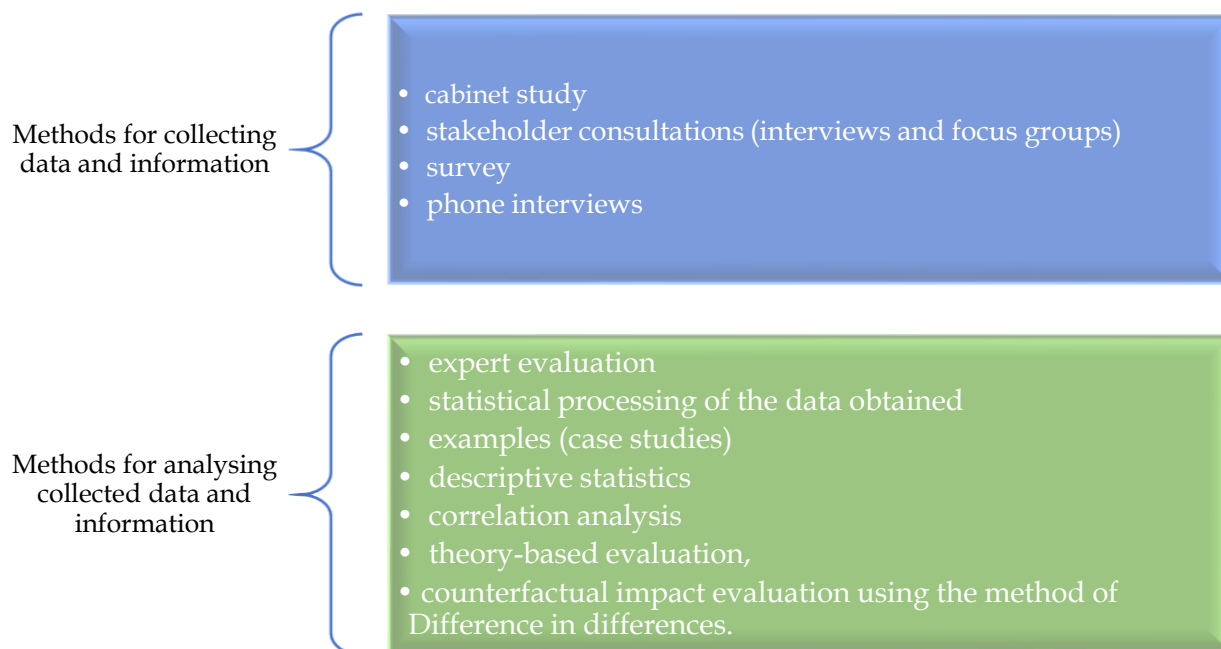 Methods for collecting
data and information
• cabinet study
• stakeholder consultations (interviews and focus groups)
• survey
• phone interviews
Methods for analysing
collected data and
information
• expert evaluation
• statistical processing of the data obtained
• examples (case studies)
• descriptive statistics
• correlation analysis
• theory-based evaluation,
• counterfactual impact evaluation using the method of
Difference in differences.